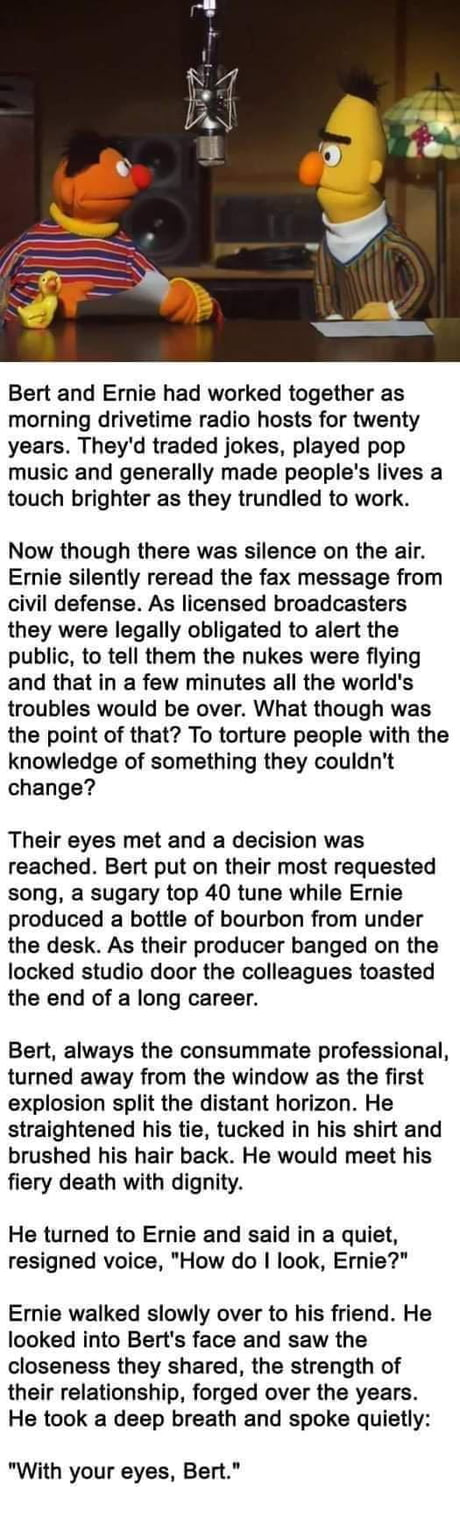 Bert and Ernie had worked together as
morning drivetime radio hosts for twenty
years. They'd traded jokes, played pop
music and generally made people's lives a
touch brighter as they trundled to work.
Now though there was silence on the air.
Ernie silently reread the fax message from
civil defense. As licensed broadcasters
they were legally obligated to alert the
public, to tell them the nukes were flying
and that in a few minutes all the world's
troubles would be over. What though was
the point of that? To torture people with the
knowledge of something they couldn't
change?
Their eyes met and a decision was
reached. Bert put on their most requested
song, a sugary top 40 tune while Ernie
produced a bottle of bourbon from under
the desk. As their producer banged on the
locked studio door the colleagues toasted
the end of a long career.
Bert, always the consummate professional,
turned away from the window as the first
explosion split the distant horizon. He
straightened his tie, tucked in his shirt and
brushed his hair back. He would meet his
fiery death with dignity.
He turned to Ernie and said in a quiet,
resigned voice, "How do I look, Ernie?"
Ernie walked slowly over to his friend. He
looked into Bert's face and saw the
closeness they shared, the strength of
their relationship, forged over the years.
He took a deep breath and spoke quietly:
"With your eyes, Bert."